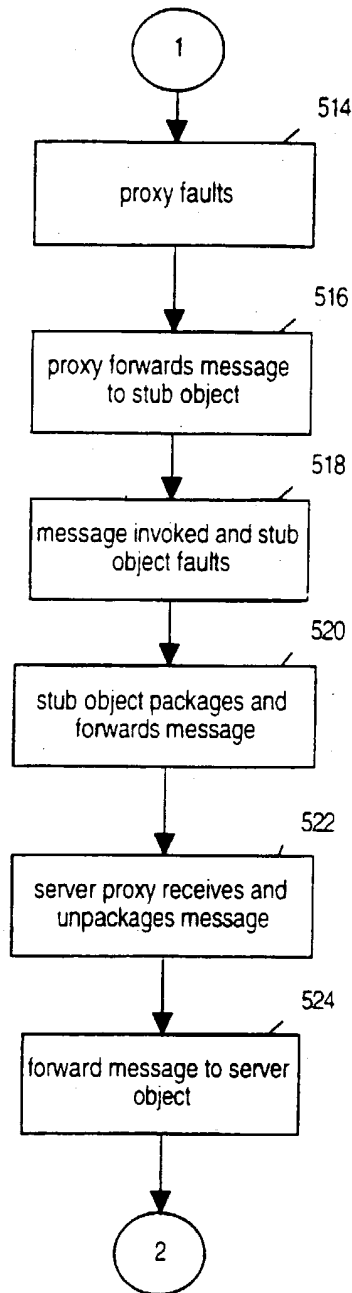 1
514
proxy faults
516
proxy forwards message
to stub object
518
message invoked and stub
object faults
520
stub object packages and
forwards message
522
server proxy receives and
unpackages message
524
forward message to server
object
2